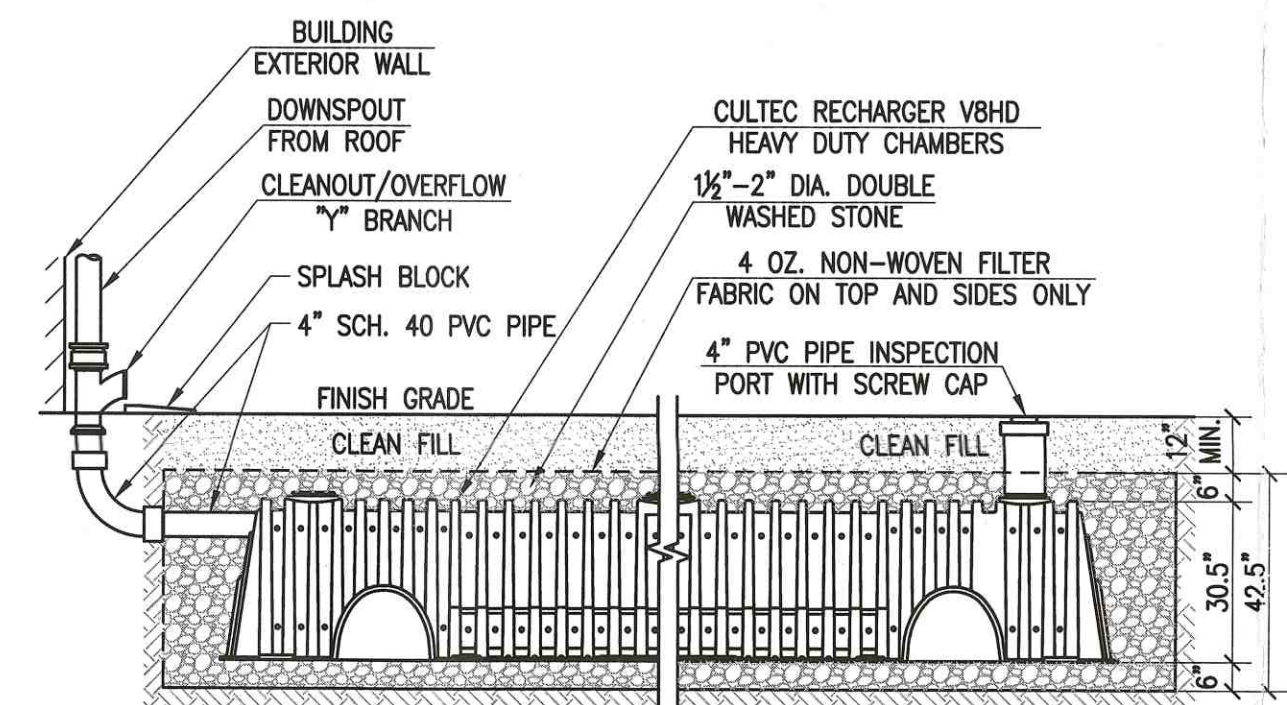 BUILDING
EXTERIOR WALL
DOWNSPOUT
FROM ROOF
CLEANOUT/OVERFLOW
"Y" BRANCH
SPLASH BLOCK
4" SCH. 40 PVC PIPE
FINISH GRADE
CLEAN FILL
CULTEC RECHARGER V8HD
HEAVY DUTY CHAMBERS
1½"-2" DIA. DOUBLE
WASHED STONE
4 OZ. NON-WOVEN FILTER
FABRIC ON TOP AND SIDES ONLY
4" PVC PIPE INSPECTION
PORT WITH SCREW CAP
CLEAN FILL
12"
MIN.
6"
30.5"
42.5"
6"